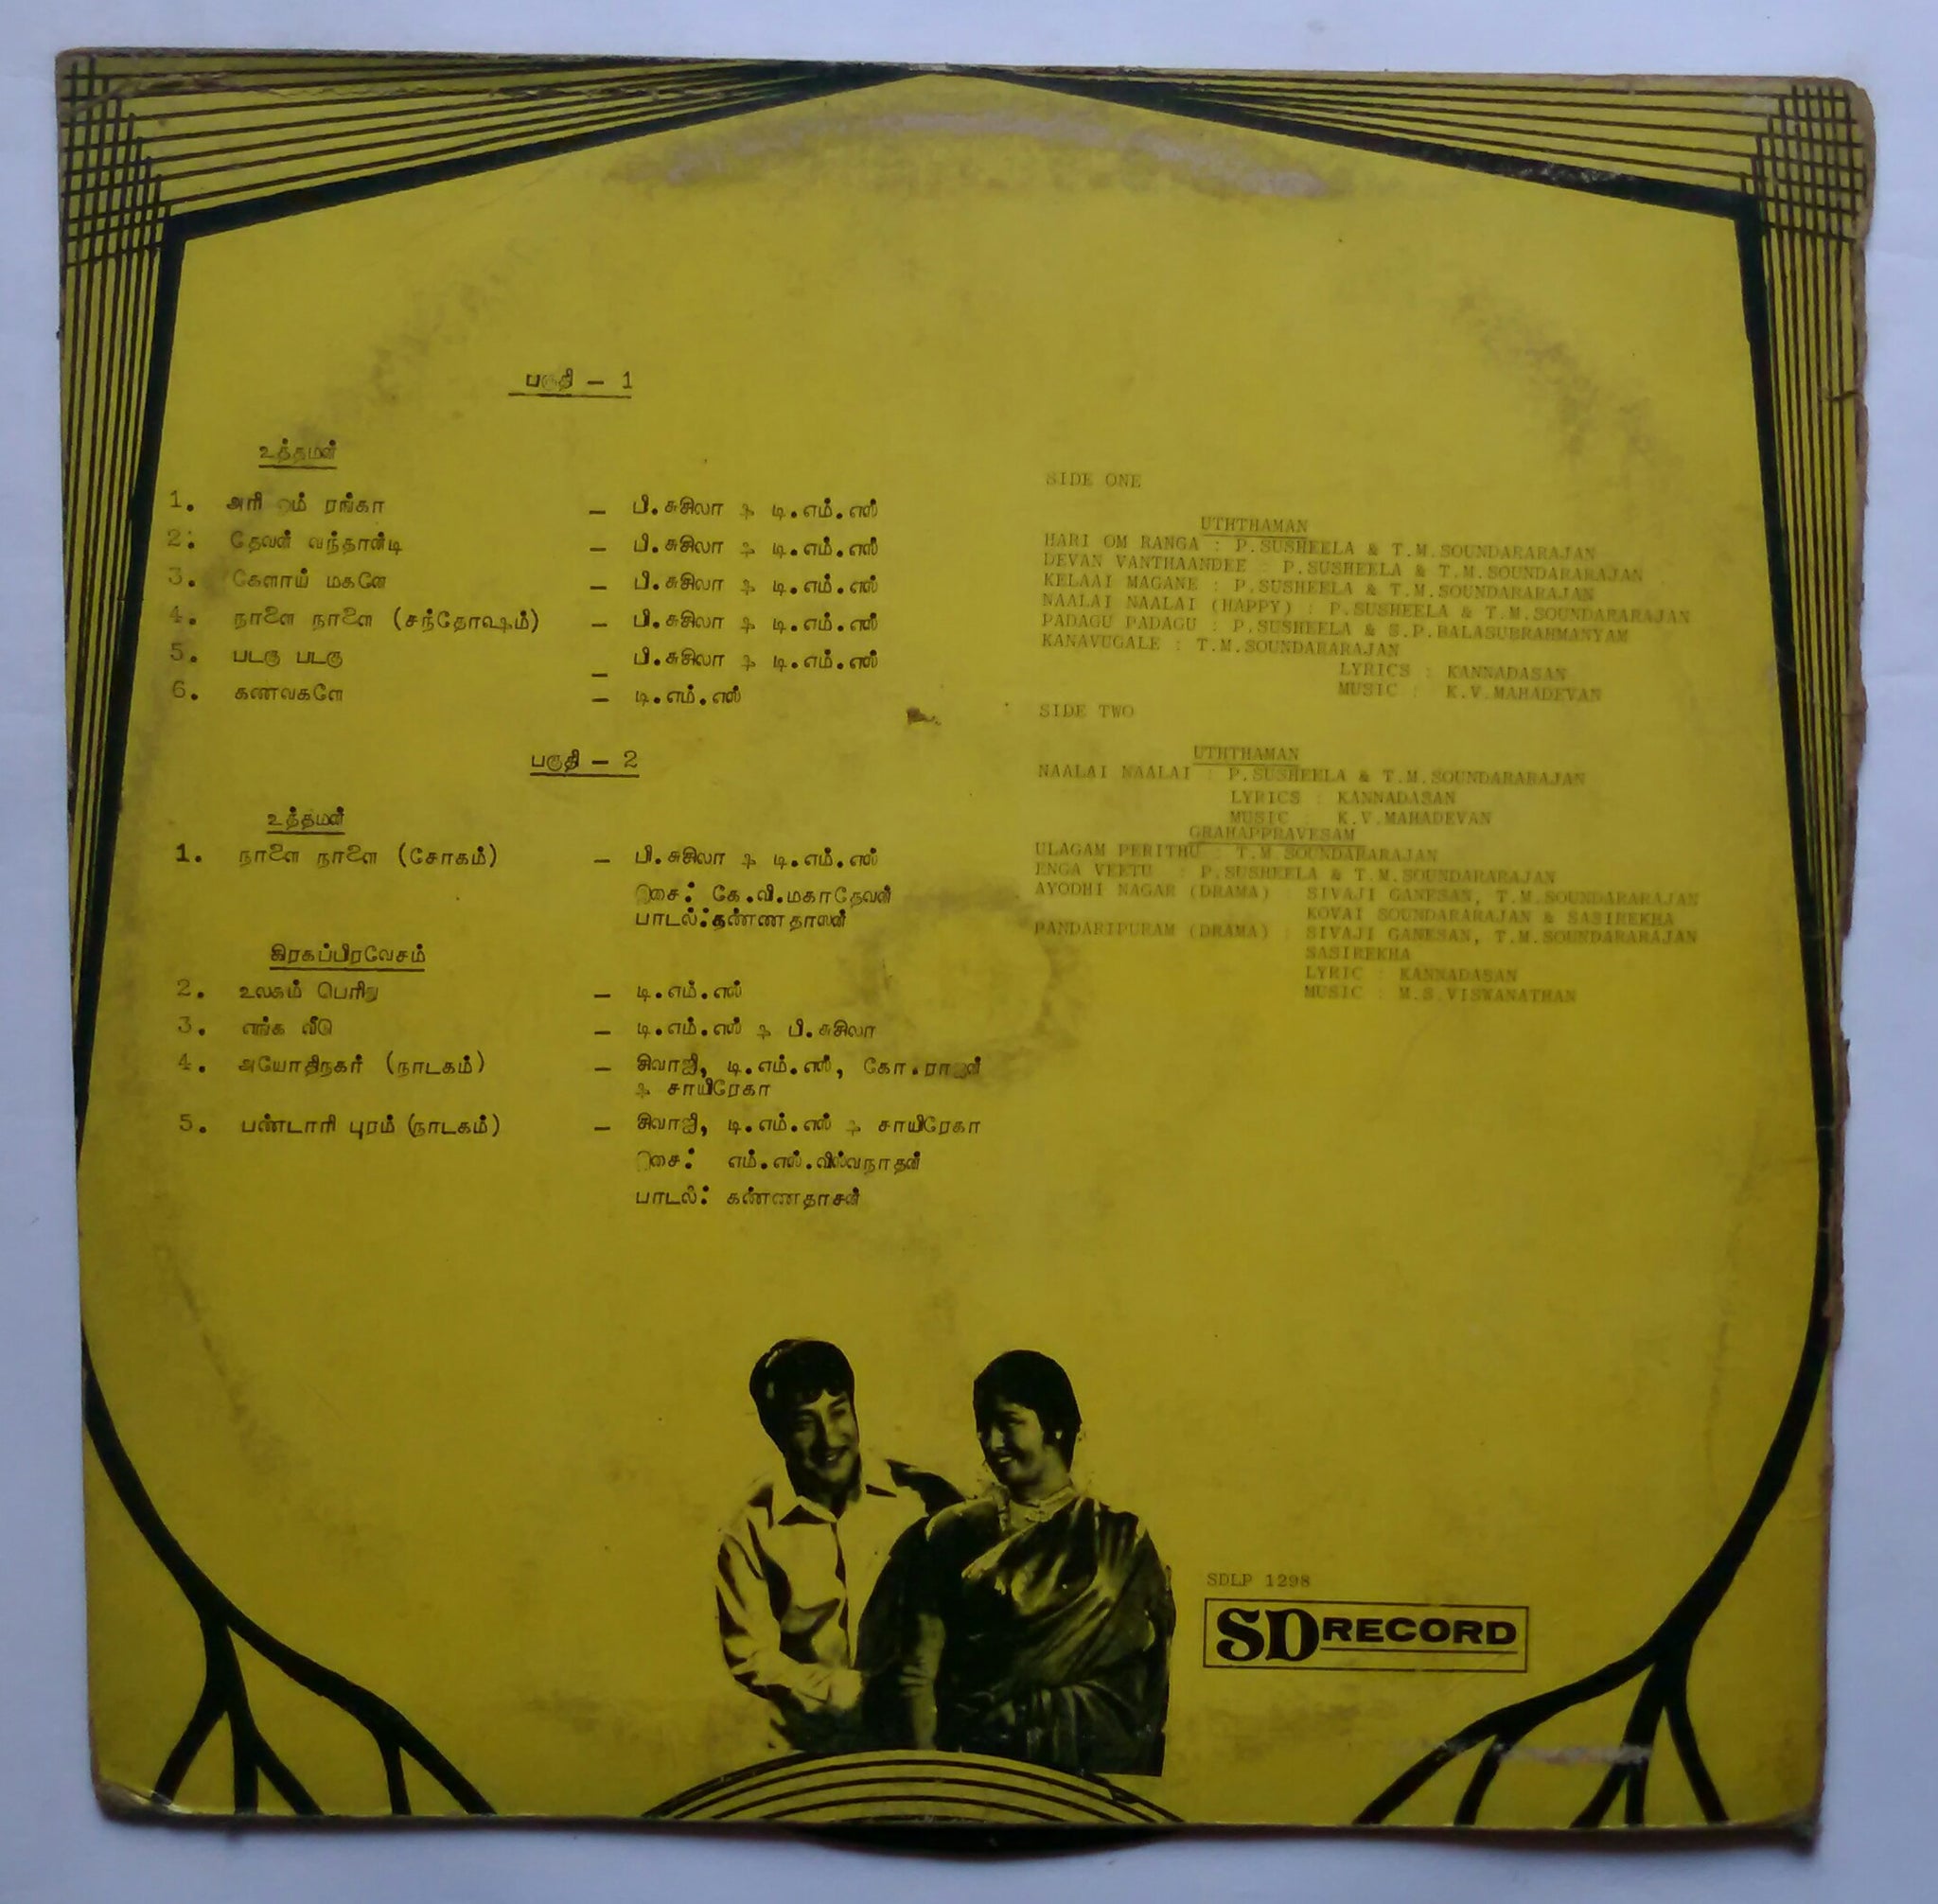 பகுதி – 1
உத்தமன்
1. அரி ஓம் ரங்கா – பி.சுசிலா & டி.எம்.எஸ்
2. தேவன் வந்தான்டி – பி.சுசிலா & டி.எம்.எஸ்
3. கேளாய் மகனே – பி.சுசிலா & டி.எம்.எஸ்
4. நாளை நாளை (சந்தோஷம்) – பி.சுசிலா & டி.எம்.எஸ்
5. படகு படகு – பி.சுசிலா & டி.எம்.எஸ்
6. கணவகளே – டி.எம்.எஸ்
பகுதி – 2
உத்தமன்
1. நாளை நாளை (சோகம்) – பி.சுசிலா & டி.எம்.எஸ்
இசை: கே.வி.மகாதேவன்
பாடல்:கண்ணதாஸன்
கிரகப்பிரவேசம்
2. உலகம் பெரிது – டி.எம்.எஸ்
3. எங்க வீடு – டி.எம்.எஸ் & பி.சுசிலா
4. அயோதிநகர் (நாடகம்) – சிவாஜி, டி.எம்.எஸ், கோ.ராஜன்
& சாயிரேகா
5. பண்டாரி புரம் (நாடகம்) – சிவாஜி, டி.எம்.எஸ் & சாயிரேகா
இசை: எம்.எஸ்.விஸ்வநாதன்
பாடல்: கண்ணதாசன்
SIDE ONE
UTHTHAMAN
HARI OM RANGA : P.SUSHEELA & T.M.SOUNDARARAJAN
DEVAN VANTHAANDEE : P.SUSHEELA & T.M.SOUNDARARAJAN
KELAAI MAGANE : P.SUSHEELA & T.M.SOUNDARARAJAN
NAALAI NAALAI (HAPPY) : P.SUSHEELA & T.M.SOUNDARARAJAN
PADAGU PADAGU : P.SUSHEELA & S.P.BALASUBRAHMANYAM
KANAVUGALE : T.M.SOUNDARARAJAN
LYRICS : KANNADASAN
MUSIC : K.V.MAHADEVAN
SIDE TWO
UTHTHAMAN
NAALAI NAALAI : P.SUSHEELA & T.M.SOUNDARARAJAN
LYRICS : KANNADASAN
MUSIC : K.V.MAHADEVAN
GRAHAPPRAVESAM
ULAGAM PERITHU : T.M.SOUNDARARAJAN
ENGA VEETU : P.SUSHEELA & T.M.SOUNDARARAJAN
AYODHI NAGAR (DRAMA) SIVAJI GANESAN, T.M.SOUNDARARAJAN
KOVAI SOUNDARARAJAN & SASIREKHA
PANDARIPURAM (DRAMA) : SIVAJI GANESAN, T.M.SOUNDARARAJAN
SASIREKHA
LYRIC : KANNADASAN
MUSIC : M.S.VISWANATHAN
SDLP 1298
SD RECORD